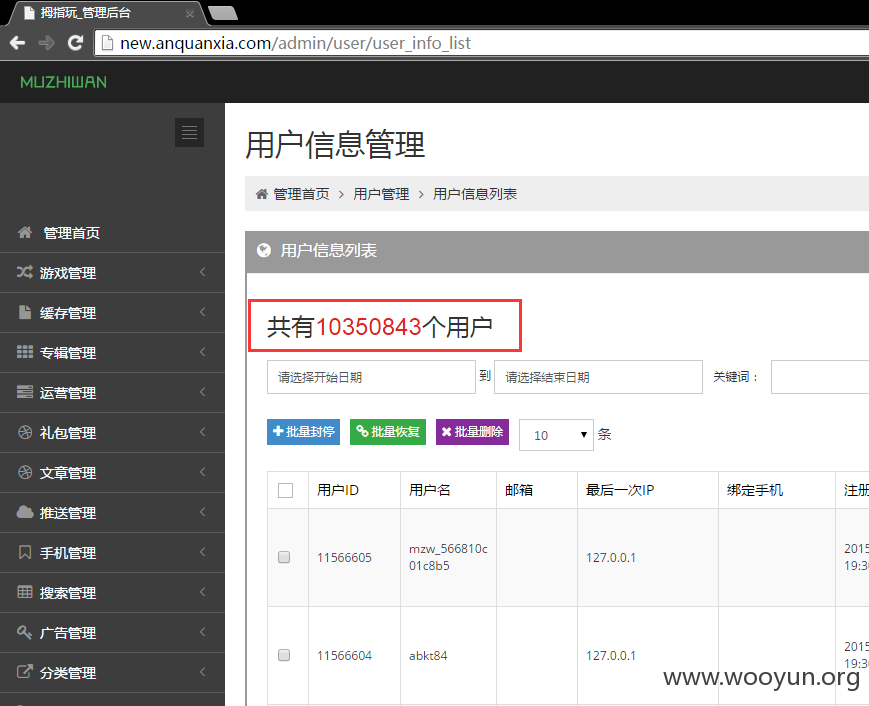 拇指玩_管理后台
new.anquanxia.com/admin/user/user_info_list
MUZHIWAN
管理首页
游戏管理
缓存管理
专辑管理
运营管理
礼包管理
文章管理
推送管理
手机管理
搜索管理
广告管理
分类管理
用户信息管理
管理首页 > 用户管理 > 用户信息列表
用户信息列表
共有10350843个用户
请选择开始日期 到 请选择结束日期 关键词：
批量封停 批量恢复 批量删除 10 条
用户ID 用户名 邮箱 最后一次IP 绑定手机 注册
11566605 mzw_566810c01c8b5 127.0.0.1 2015 19:30
11566604 abkt84 127.0.0.1 2015 19:30
www.wooyun.org